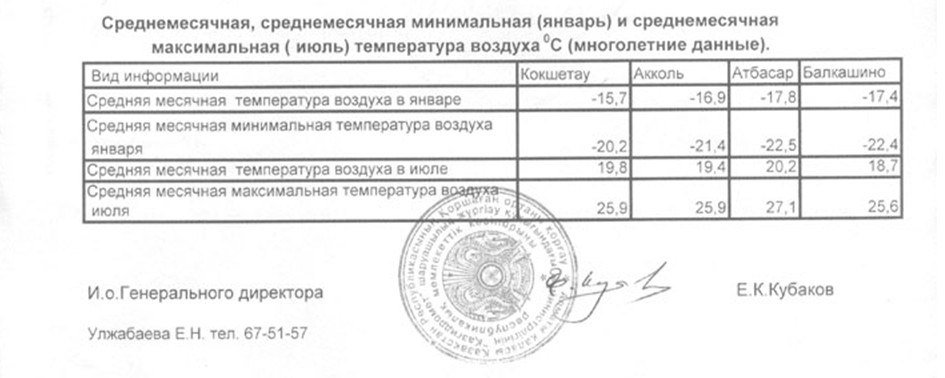 Среднемесячная, среднемесячная минимальная (январь) и среднемесячная
максимальная ( июль) температура воздуха ⁰С (многолетние данные).
Вид информации Кокшетау Акколь Атбасар Балкашино
Средняя месячная температура воздуха в январе -15,7 -16,9 -17,8 -17,4
Средняя месячная минимальная температура воздуха
января -20,2 -21,4 -22,5 -22,4
Средняя месячная температура воздуха в июле 19,8 19,4 20,2 18,7
Средняя месячная максимальная температура воздуха
июля 25,9 25,9 27,1 25,6
И.о.Генерального директора Е.К.Кубаков
Улжабаева Е.Н. тел. 67-51-57